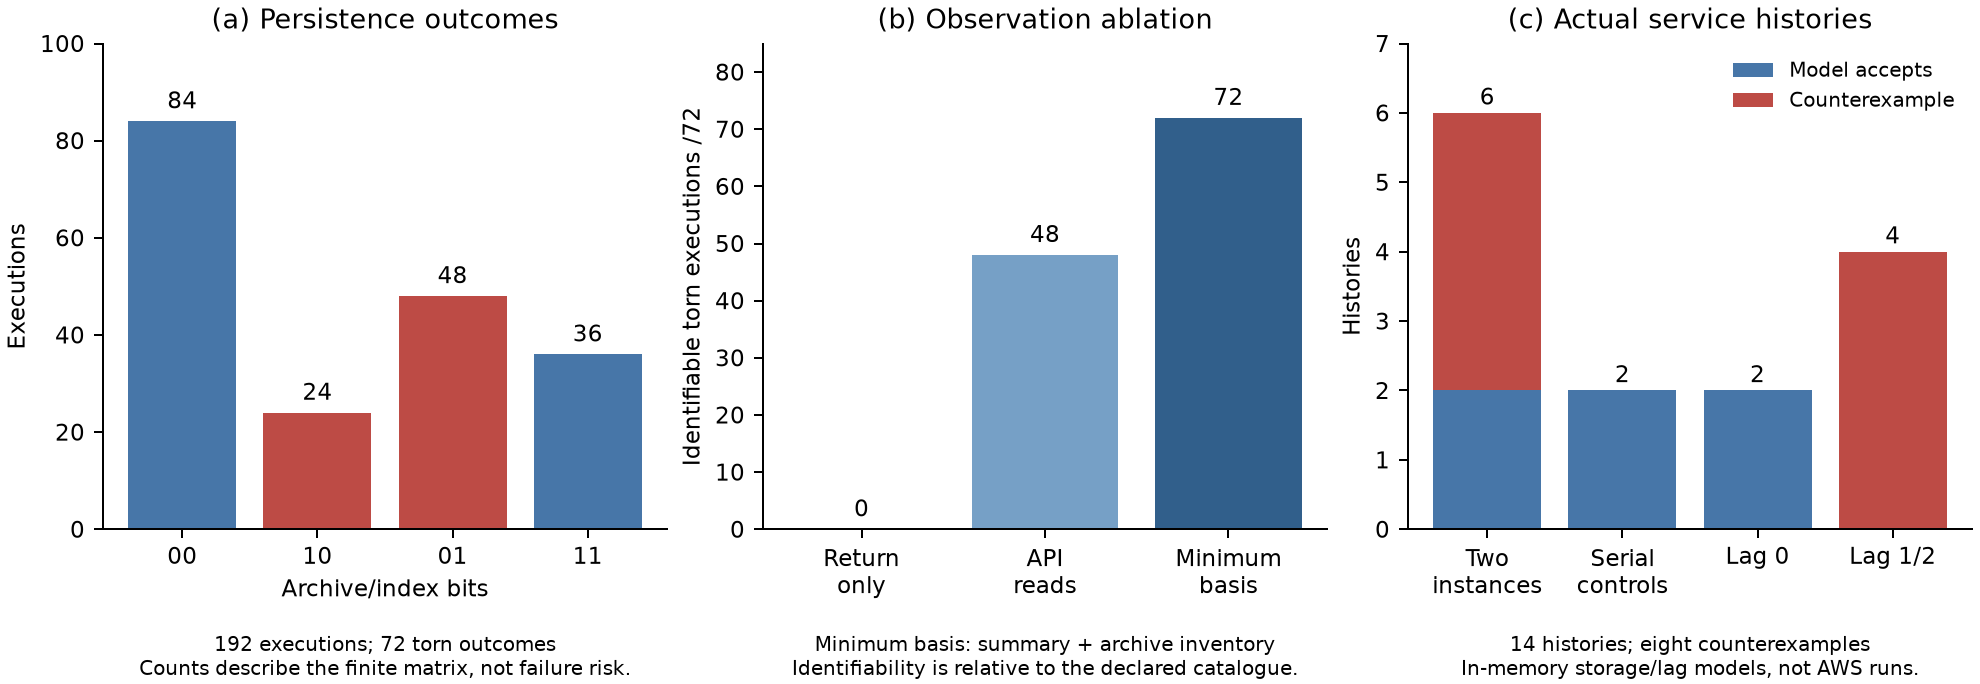 (a) Persistence outcomes
Executions
100
80
60
40
20
0
84
24
48
36
00
10
01
11
Archive/index bits
192 executions; 72 torn outcomes
Counts describe the finite matrix, not failure risk.
(b) Observation ablation
Identifiable torn executions /72
80
70
60
50
40
30
20
10
0
0
48
72
Return
only
API
reads
Minimum
basis
Minimum basis: summary + archive inventory
Identifiability is relative to the declared catalogue.
(c) Actual service histories
Histories
7
6
5
4
3
2
1
0
Model accepts
Counterexample
6
2
2
4
Two
instances
Serial
controls
Lag 0
Lag 1/2
14 histories; eight counterexamples
In-memory storage/lag models, not AWS runs.